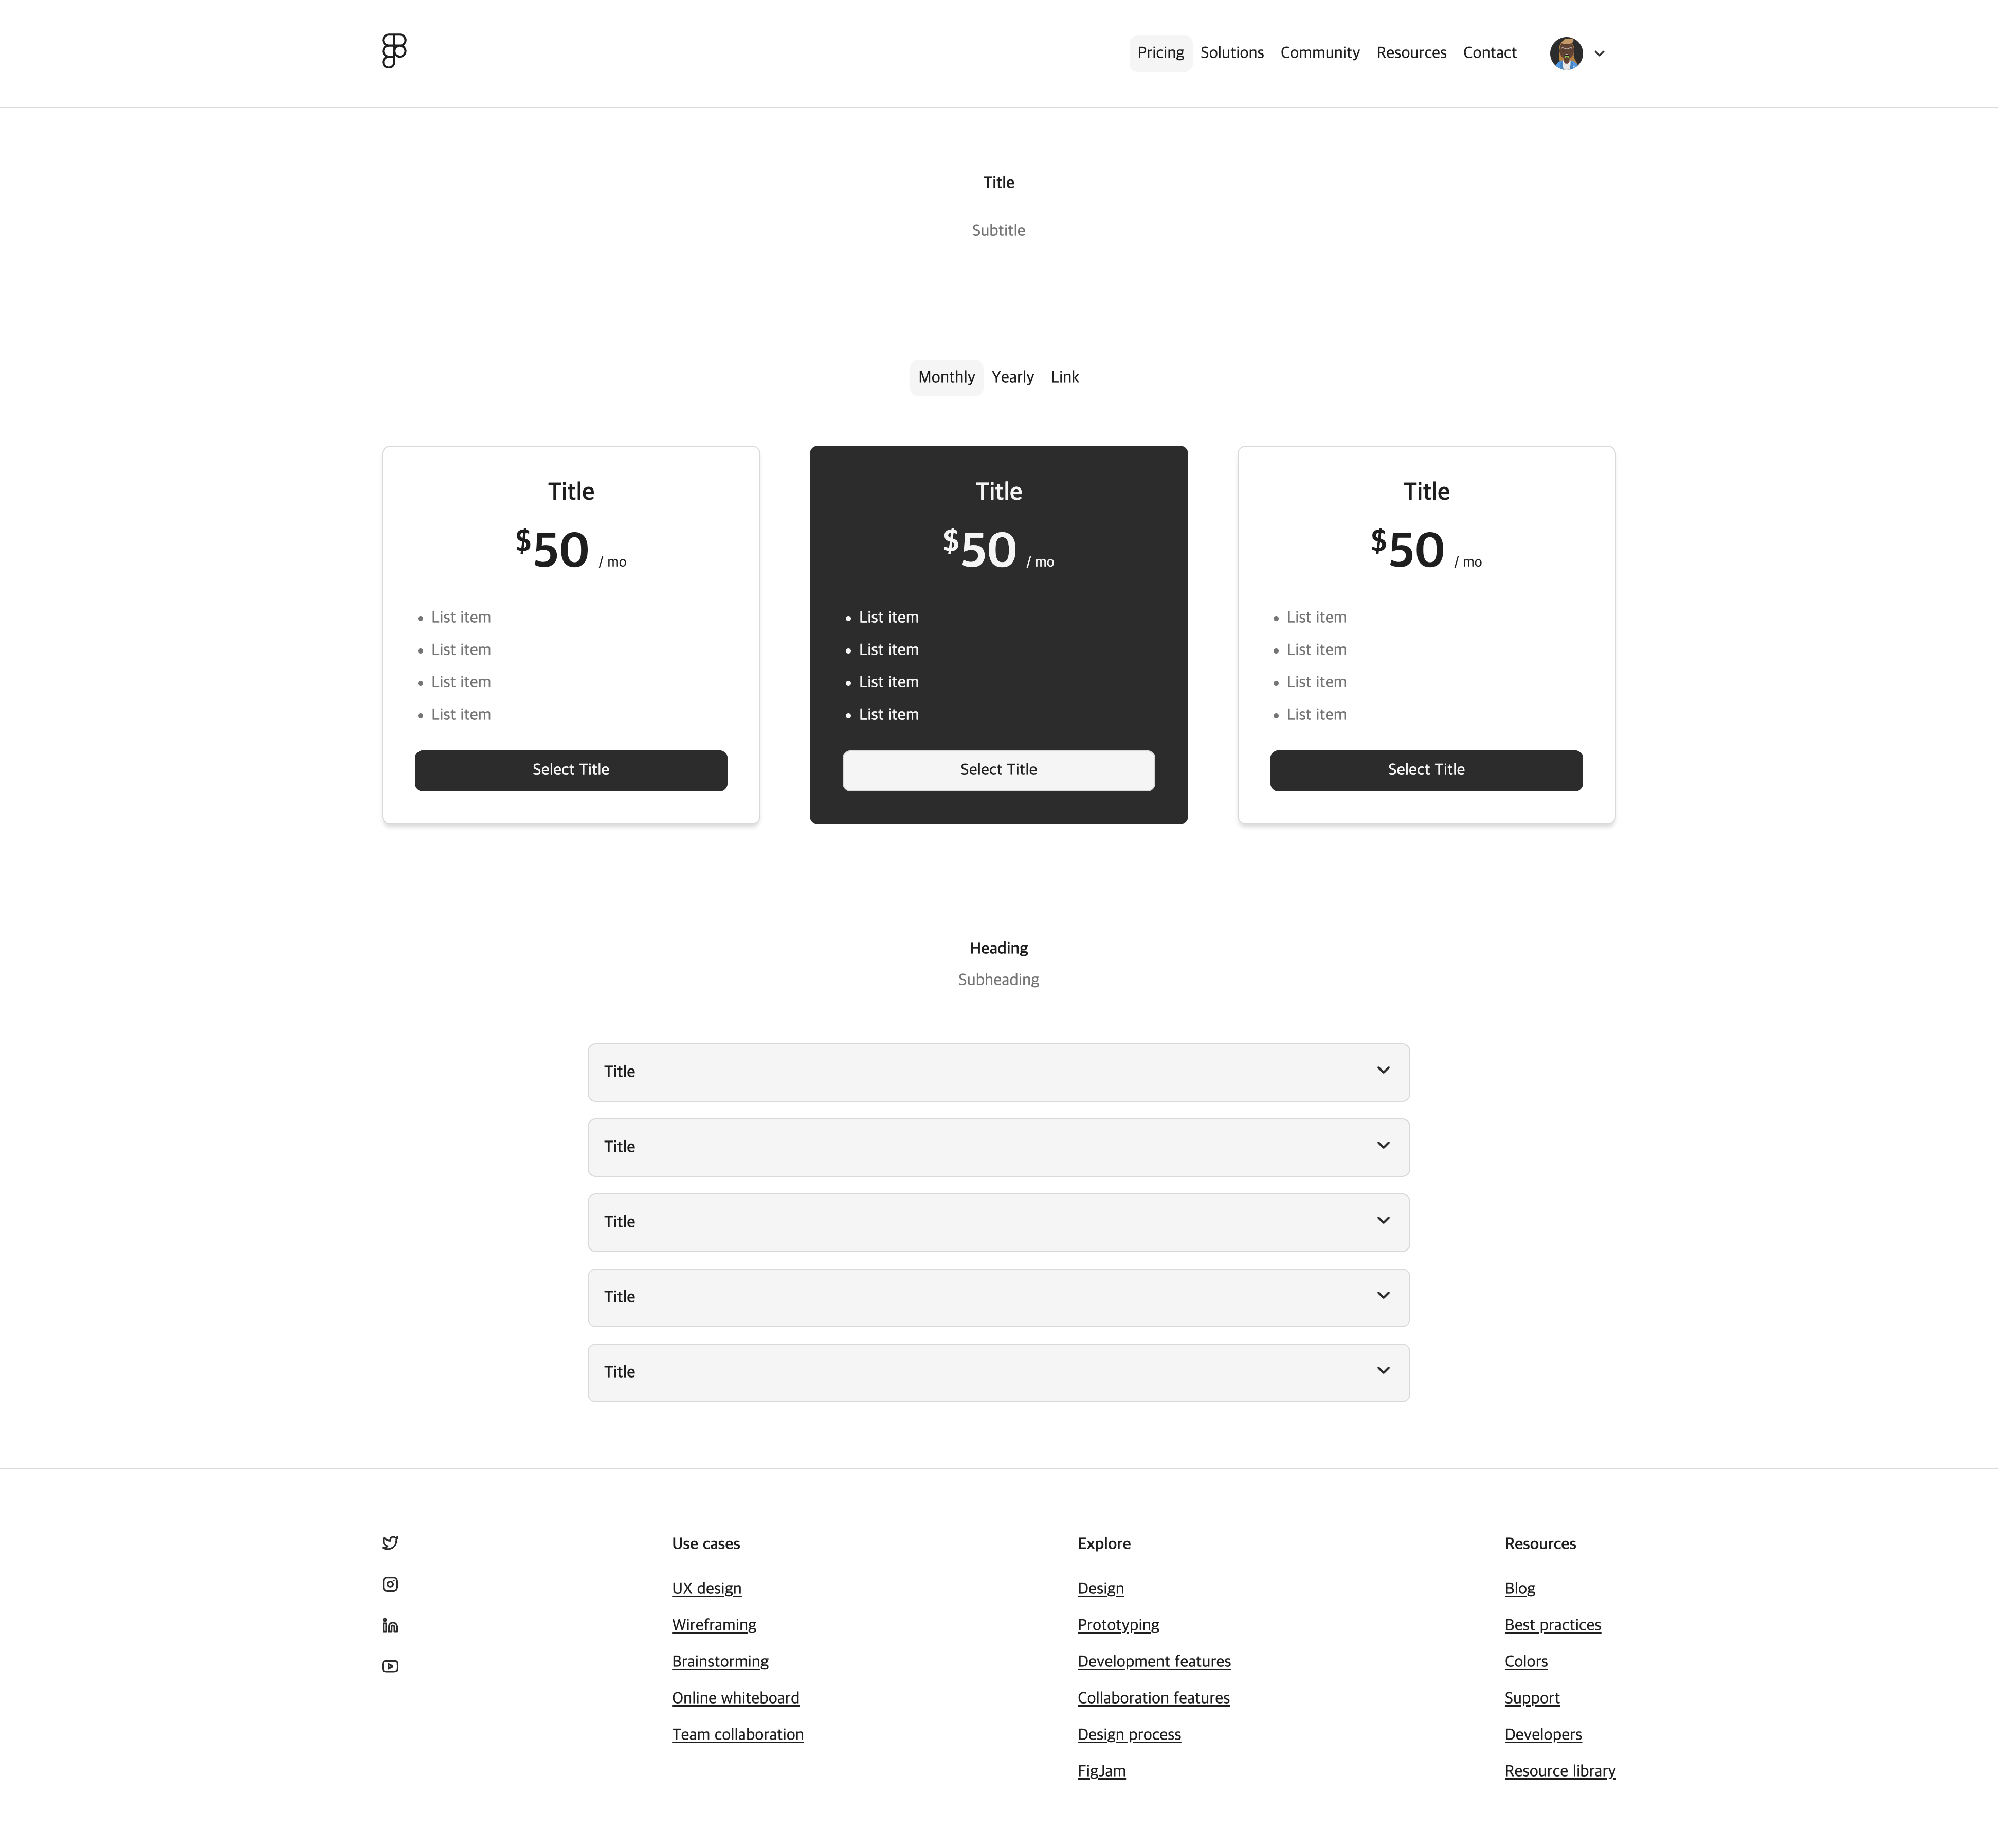 Pricing Solutions Community Resources Contact
Title
Subtitle
Monthly Yearly Link
Title
$50 / mo
List item
List item
List item
List item
Select Title
Title
$50 / mo
List item
List item
List item
List item
Select Title
Title
$50 / mo
List item
List item
List item
List item
Select Title
Heading
Subheading
Title
Title
Title
Title
Title
Use cases
UX design
Wireframing
Brainstorming
Online whiteboard
Team collaboration
Explore
Design
Prototyping
Development features
Collaboration features
Design process
FigJam
Resources
Blog
Best practices
Colors
Support
Developers
Resource library